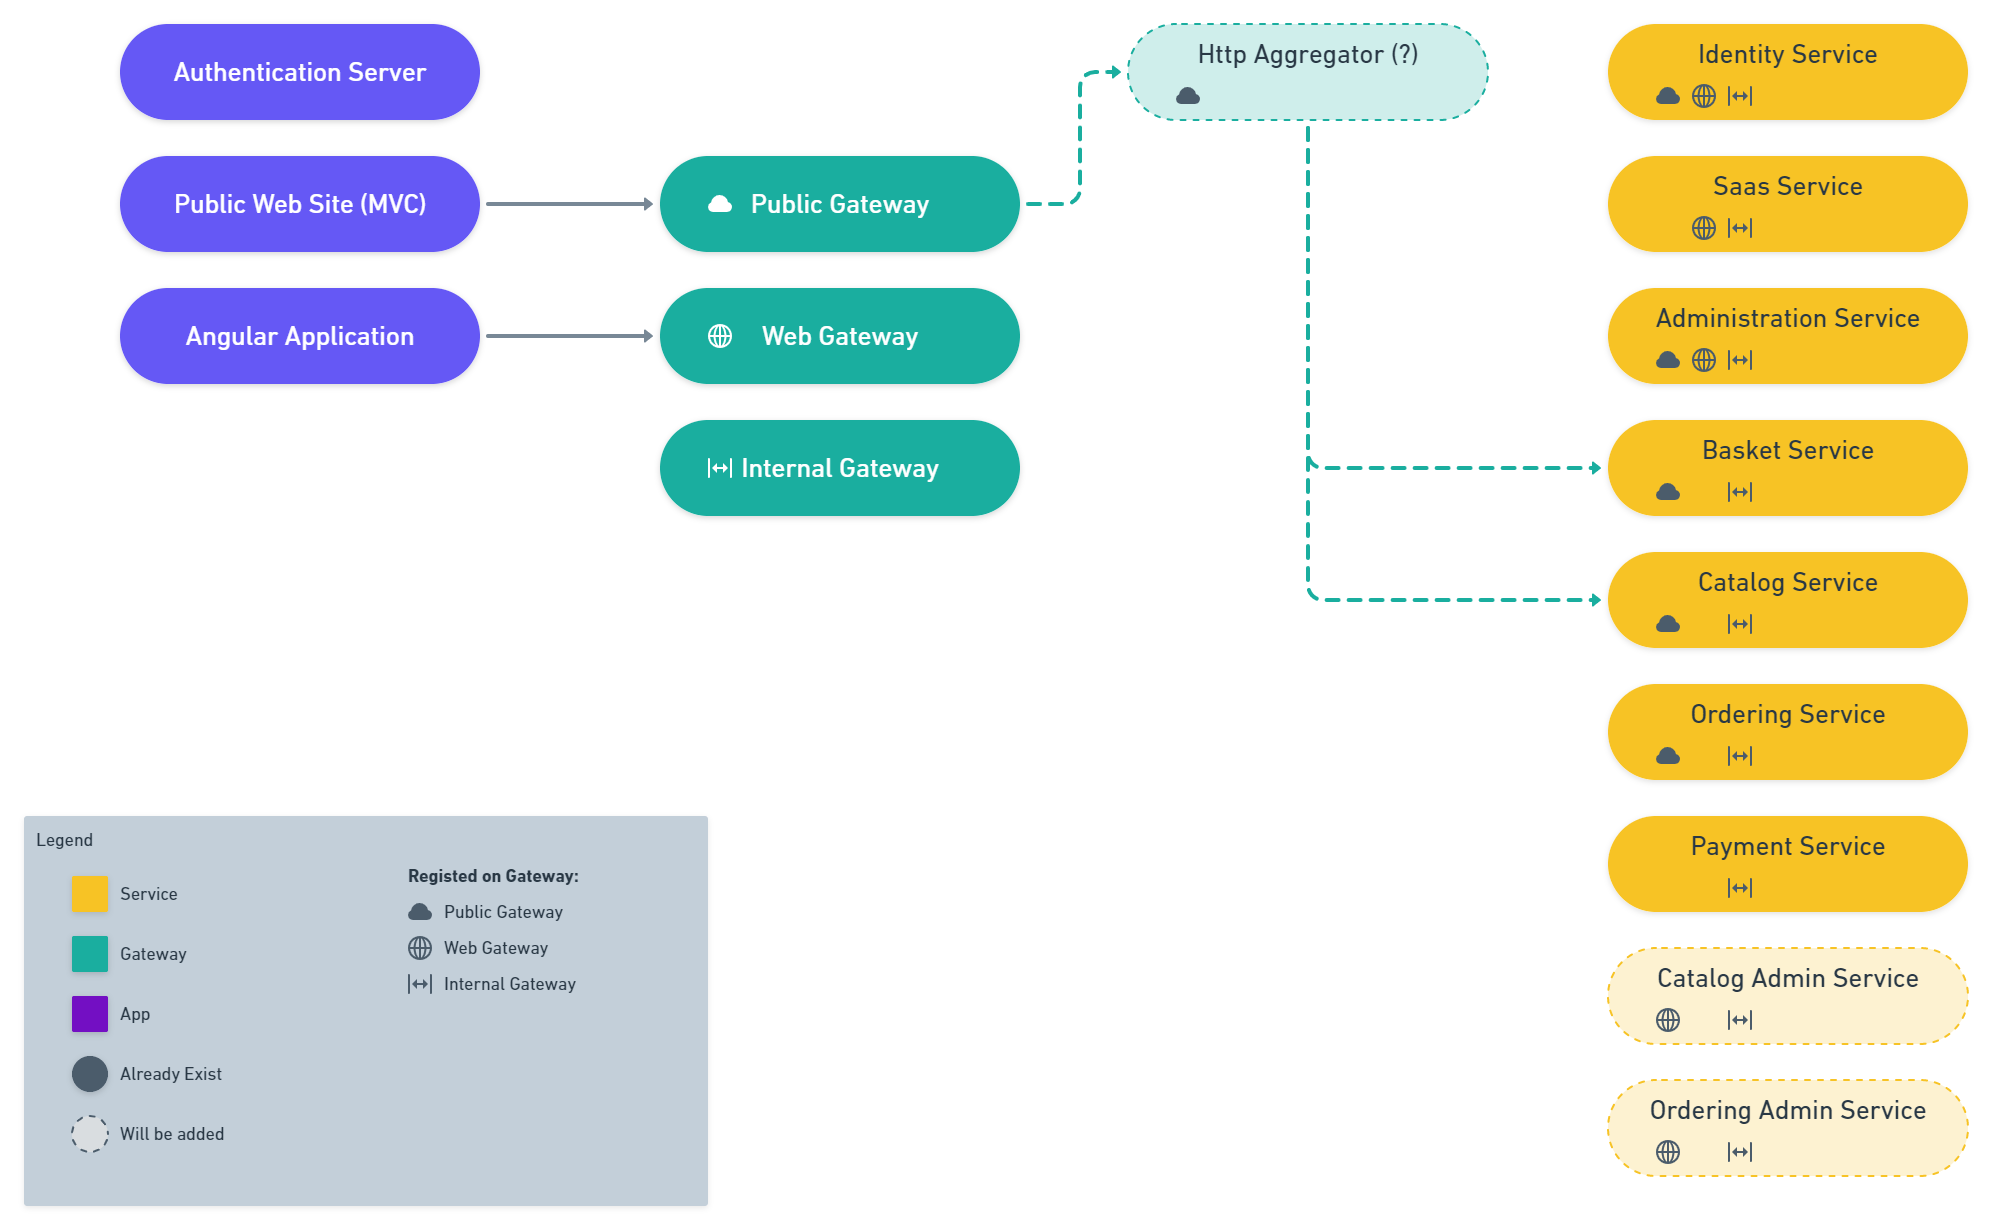 Authentication Server
Public Web Site (MVC)
Angular Application
Public Gateway
Web Gateway
Internal Gateway
Http Aggregator (?)
Identity Service
Saas Service
Administration Service
Basket Service
Catalog Service
Ordering Service
Payment Service
Catalog Admin Service
Ordering Admin Service
Legend
Service
Gateway
App
Already Exist
Will be added
Registed on Gateway:
Public Gateway
Web Gateway
Internal Gateway